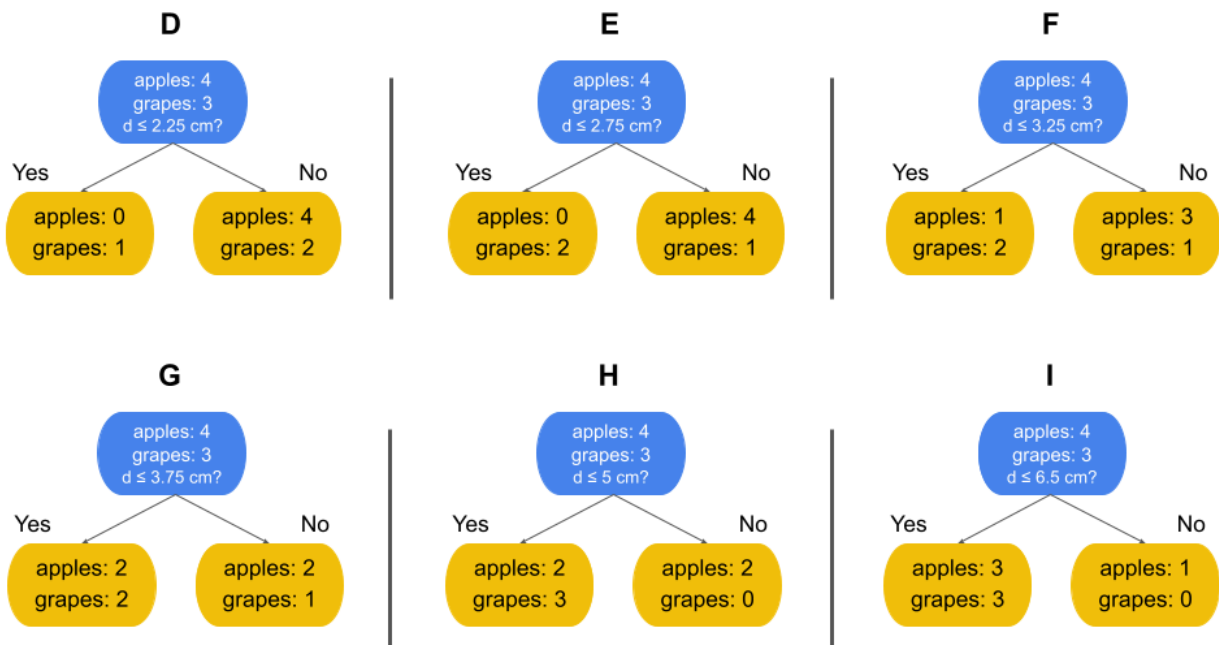 D
apples: 4
grapes: 3
d ≤ 2.25 cm?
Yes
No
apples: 0
grapes: 1
apples: 4
grapes: 2
E
apples: 4
grapes: 3
d ≤ 2.75 cm?
Yes
No
apples: 0
grapes: 2
apples: 4
grapes: 1
F
apples: 4
grapes: 3
d ≤ 3.25 cm?
Yes
No
apples: 1
grapes: 2
apples: 3
grapes: 1
G
apples: 4
grapes: 3
d ≤ 3.75 cm?
Yes
No
apples: 2
grapes: 2
apples: 2
grapes: 1
H
apples: 4
grapes: 3
d ≤ 5 cm?
Yes
No
apples: 2
grapes: 3
apples: 2
grapes: 0
I
apples: 4
grapes: 3
d ≤ 6.5 cm?
Yes
No
apples: 3
grapes: 3
apples: 1
grapes: 0